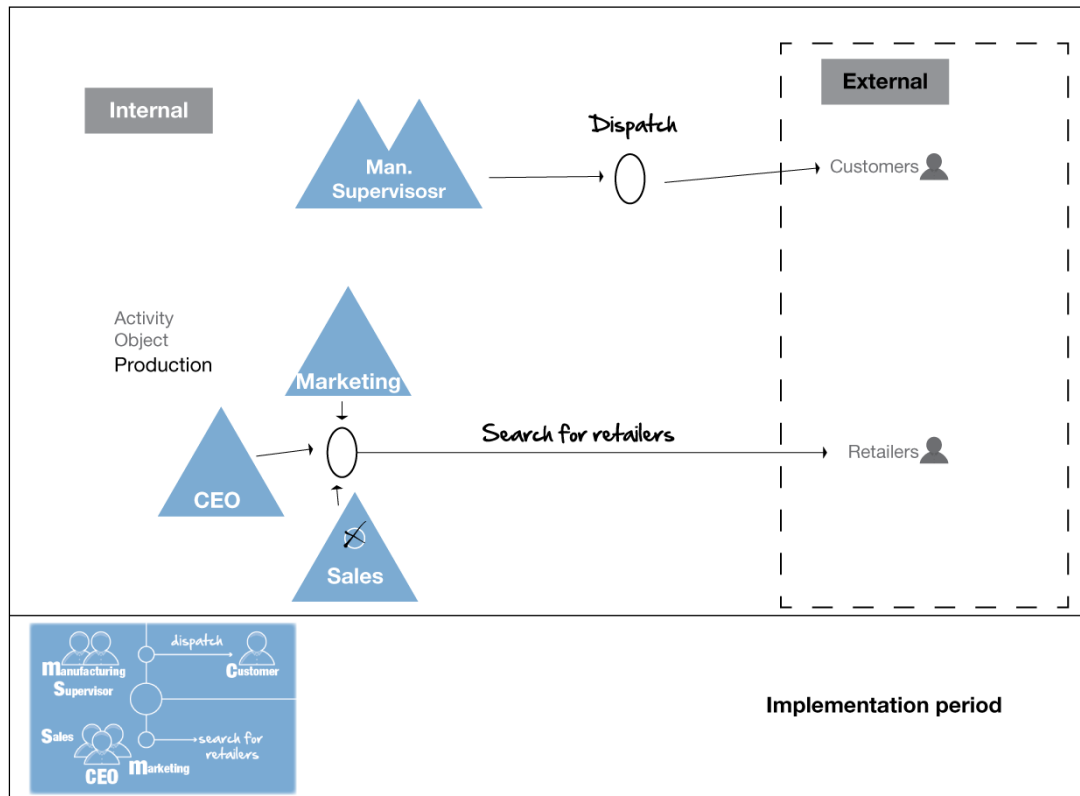 External
Internal
Dispatch
Man.
Supervisosr
Customers
Activity
Object
Production
Marketing
Search for retailers
Retailers
CEO
Sales
dispatch
manufacturing
Supervisor
Customer
Implementation period
Sales
search for
retailers
CEO
marketing